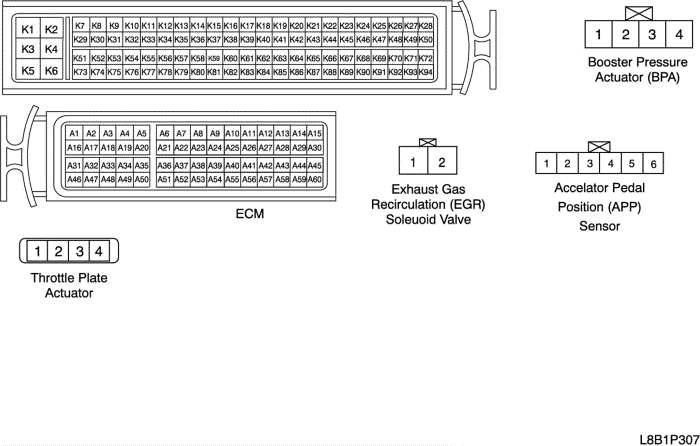 K1 K2 K7 K8 K9 K10 K11 K12 K13 K14 K15 K16 K17 K18 K19 K20 K21 K22 K23 K24 K25 K26 K27 K28
K29 K30 K31 K32 K33 K34 K35 K36 K37 K38 K39 K40 K41 K42 K43 K44 K45 K46 K47 K48 K49 K50
K3 K4
K51 K52 K53 K54 K55 K56 K57 K58 K59 K60 K61 K62 K63 K64 K65 K66 K67 K68 K69 K70 K71 K72
K5 K6 K73 K74 K75 K76 K77 K78 K79 K80 K81 K82 K83 K84 K85 K86 K87 K88 K89 K90 K91 K92 K93 K94
1 2 3 4
Booster Pressure
Actuator (BPA)
A1 A2 A3 A4 A5 A6 A7 A8 A9 A10 A11 A12 A13 A14 A15
A16 A17 A18 A19 A20 A21 A22 A23 A24 A25 A26 A27 A28 A29 A30
A31 A32 A33 A34 A35 A36 A37 A38 A39 A40 A41 A42 A43 A44 A45
A46 A47 A48 A49 A50 A51 A52 A53 A54 A55 A56 A57 A58 A59 A60
ECM
1 2
Exhaust Gas
Recirculation (EGR)
Soleuoid Valve
1 2 3 4 5 6
Accelator Pedal
Position (APP)
Sensor
1 2 3 4
Throttle Plate
Actuator
L8B1P307